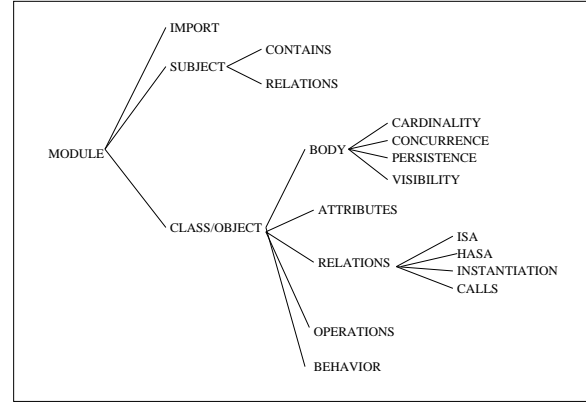 IMPORT
SUBJECT
CONTAINS
RELATIONS
MODULE
CLASS/OBJECT
BODY
CARDINALITY
CONCURRENCE
PERSISTENCE
VISIBILITY
ATTRIBUTES
RELATIONS
ISA
HASA
INSTANTIATION
CALLS
OPERATIONS
BEHAVIOR